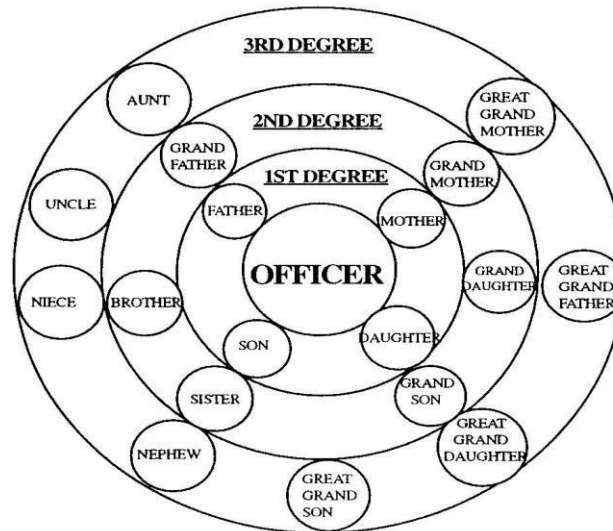 3RD DEGREE
AUNT
GREAT
GRAND
MOTHER
2ND DEGREE
GRAND
FATHER
GRAND
MOTHER
1ST DEGREE
UNCLE
FATHER
MOTHER
OFFICER
NIECE
BROTHER
GRAND
DAUGHTER
GREAT
GRAND
FATHER
SON
DAUGHTER
SISTER
GRAND
SON
NEPHEW
GREAT
GRAND
DAUGHTER
GREAT
GRAND
SON